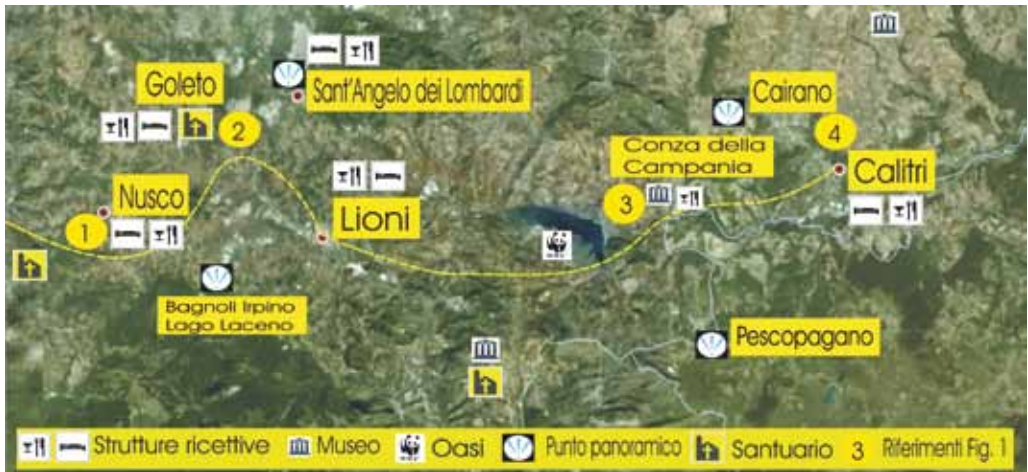 Goleto
2
Sant'Angelo dei Lombardi
Cairano
4
Conza della
Campania
3
Calitri
Nusco
1
Lioni
Bagnoli Irpino
Lago Laceno
Pescopagano
Strutture ricettive Museo Oasi Punto panoramico Santuario 3 Riferimenti Fig. 1